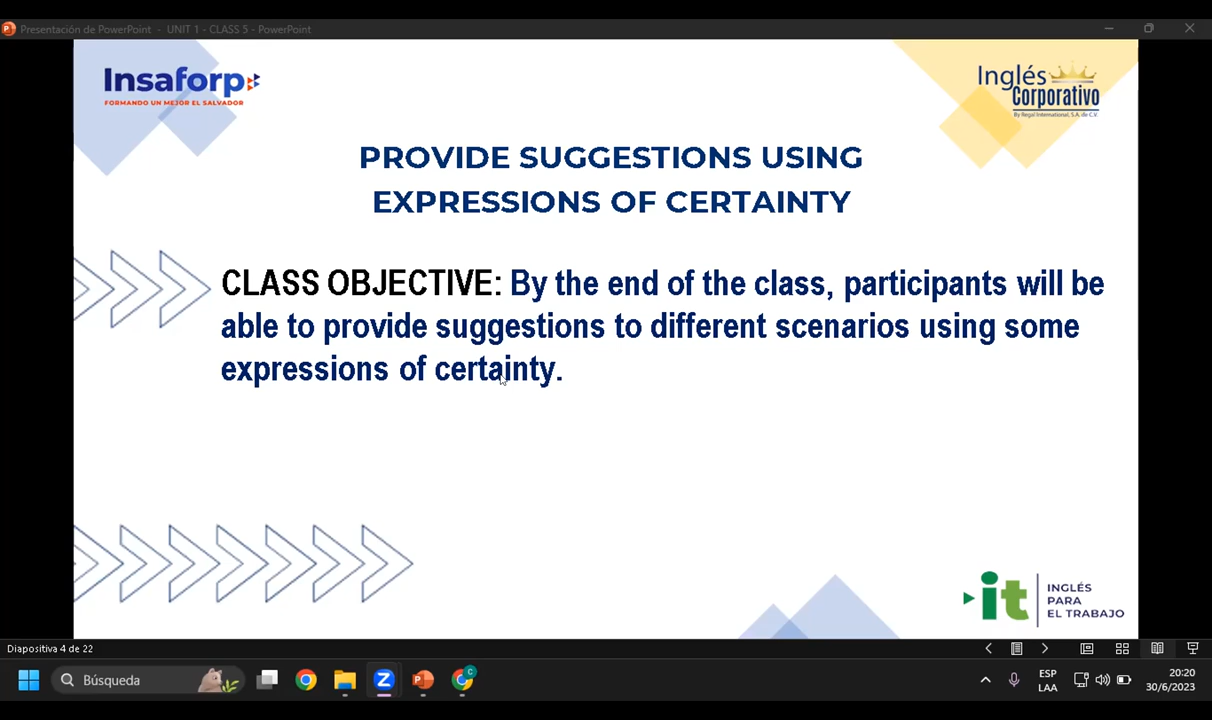 Presentación de PowerPoint - UNIT 1 - CLASS 5 - PowerPoint
Insaforp
FORMANDO UN MEJOR EL SALVADOR
Inglés
Corporativo
By Regal International, S.A. de C.V.
PROVIDE SUGGESTIONS USING
EXPRESSIONS OF CERTAINTY
CLASS OBJECTIVE: By the end of the class, participants will be
able to provide suggestions to different scenarios using some
expressions of certainty.
it
INGLÉS
PARA
EL TRABAJO
Diapositiva 4 de 22
Búsqueda
ESP
LAA
20:20
30/6/2023